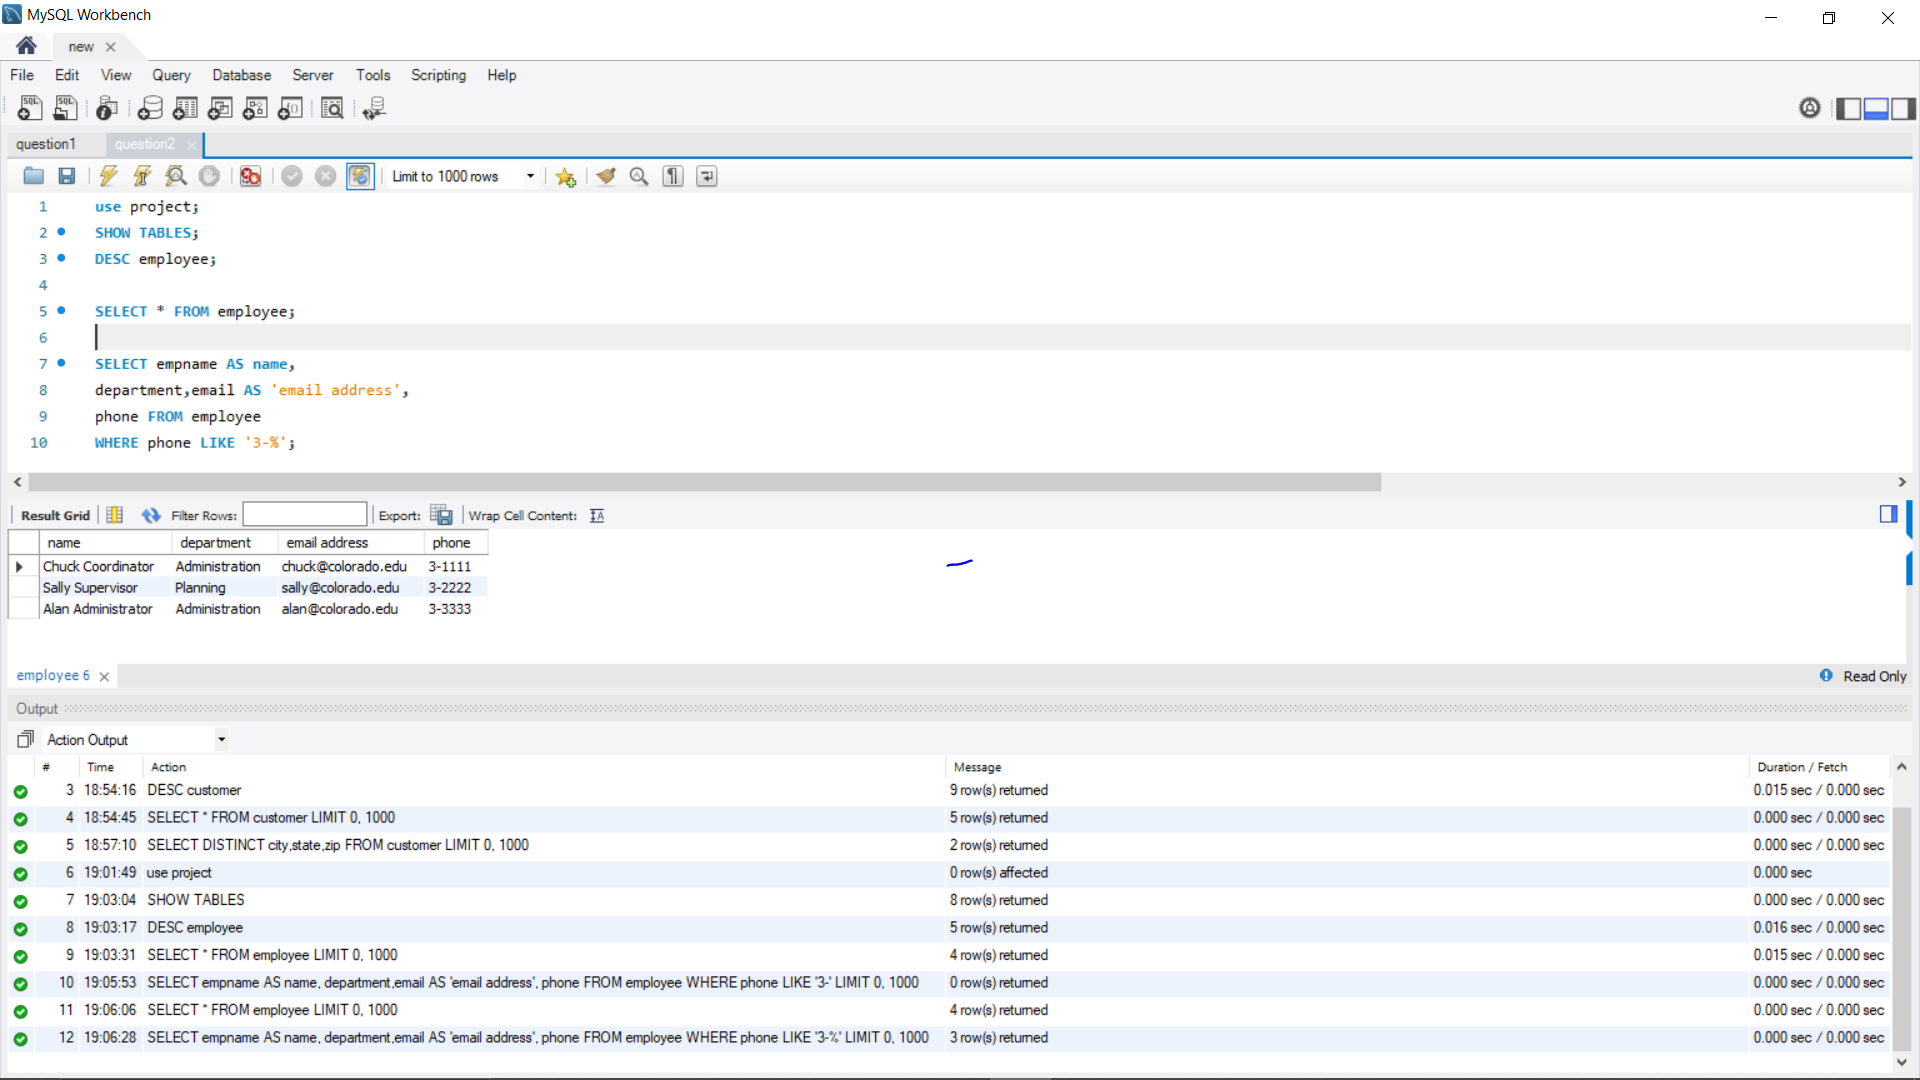 MySQL Workbench
new
File Edit View Query Database Server Tools Scripting Help
question1 question2
Limit to 1000 rows
1 use project;
2 SHOW TABLES;
3 DESC employee;
4
5 SELECT * FROM employee;
6
7 SELECT empname AS name,
8 department,email AS 'email address',
9 phone FROM employee
10 WHERE phone LIKE '3-%';
Result Grid Filter Rows: Export: Wrap Cell Content:
name department email address phone
Chuck Coordinator Administration chuck@colorado.edu 3-1111
Sally Supervisor Planning sally@colorado.edu 3-2222
Alan Administrator Administration alan@colorado.edu 3-3333
employee 6 Read Only
Output
Action Output
# Time Action Message Duration / Fetch
3 18:54:16 DESC customer 9 row(s) returned 0.015 sec / 0.000 sec
4 18:54:45 SELECT * FROM customer LIMIT 0, 1000 5 row(s) returned 0.000 sec / 0.000 sec
5 18:57:10 SELECT DISTINCT city,state,zip FROM customer LIMIT 0, 1000 2 row(s) returned 0.000 sec / 0.000 sec
6 19:01:49 use project 0 row(s) affected 0.000 sec
7 19:03:04 SHOW TABLES 8 row(s) returned 0.000 sec / 0.000 sec
8 19:03:17 DESC employee 5 row(s) returned 0.016 sec / 0.000 sec
9 19:03:31 SELECT * FROM employee LIMIT 0, 1000 4 row(s) returned 0.015 sec / 0.000 sec
10 19:05:53 SELECT empname AS name, department,email AS 'email address', phone FROM employee WHERE phone LIKE '3-' LIMIT 0, 1000 0 row(s) returned 0.000 sec / 0.000 sec
11 19:06:06 SELECT * FROM employee LIMIT 0, 1000 4 row(s) returned 0.000 sec / 0.000 sec
12 19:06:28 SELECT empname AS name, department,email AS 'email address', phone FROM employee WHERE phone LIKE '3-%' LIMIT 0, 1000 3 row(s) returned 0.000 sec / 0.000 sec